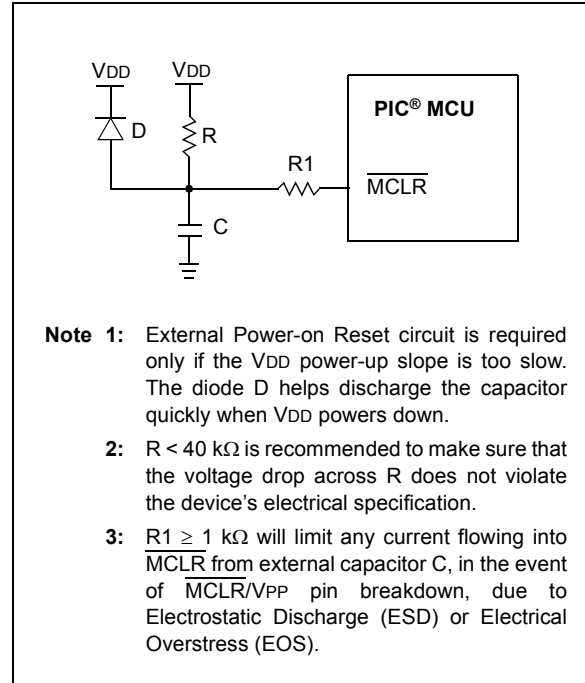 VDD VDD
D
R
PIC® MCU
R1
MCLR
C
Note 1: External Power-on Reset circuit is required
only if the VDD power-up slope is too slow.
The diode D helps discharge the capacitor
quickly when VDD powers down.
2: R < 40 kΩ is recommended to make sure that
the voltage drop across R does not violate
the device's electrical specification.
3: R1 ≥ 1 kΩ will limit any current flowing into
MCLR from external capacitor C, in the event
of MCLR/VPP pin breakdown, due to
Electrostatic Discharge (ESD) or Electrical
Overstress (EOS).